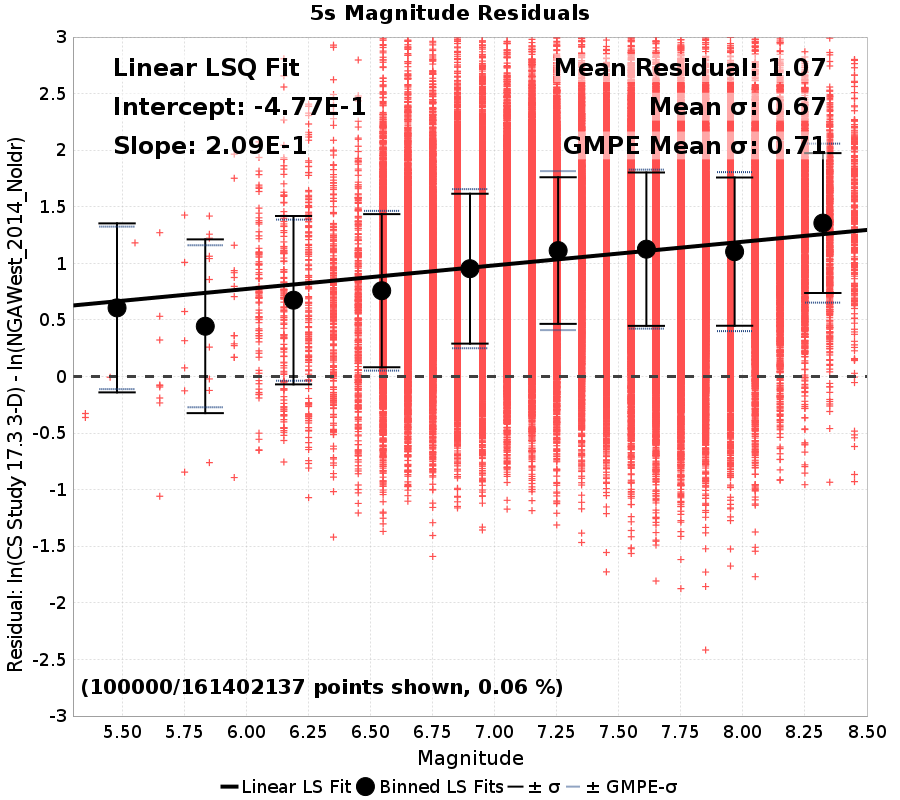 5s Magnitude Residuals
Linear LSQ Fit
Intercept: -4.77E-1
Slope: 2.09E-1
Mean Residual: 1.07
Mean σ: 0.67
GMPE Mean σ: 0.71
Residual: ln(CS Study 17.3 3-D) - ln(NGAWest_2014_NoIdr)
3
2.5
2
1.5
1
0.5
0
-0.5
-1
-1.5
-2
-2.5
-3
(100000/161402137 points shown, 0.06 %)
5.50 5.75 6.00 6.25 6.50 6.75 7.00 7.25 7.50 7.75 8.00 8.25 8.50
Magnitude
Linear LS Fit Binned LS Fits ± σ ± GMPE-σ